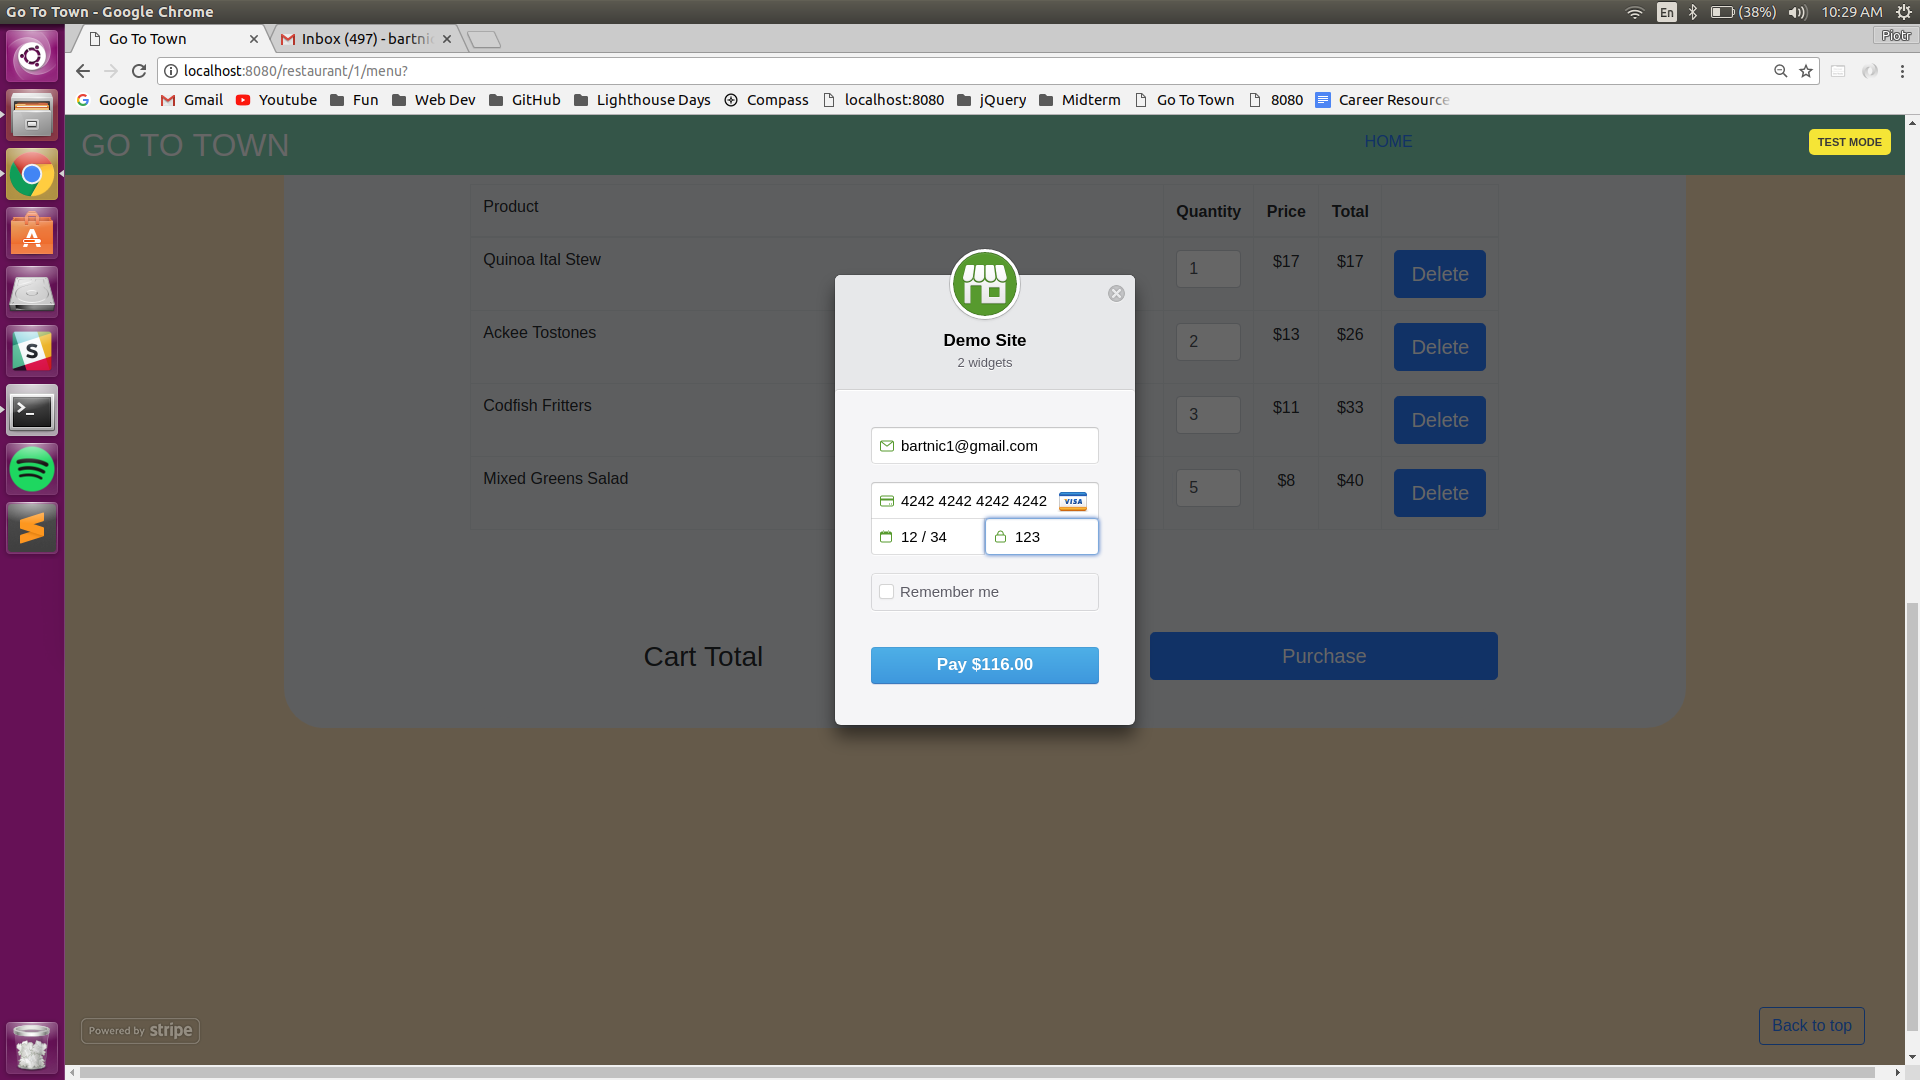 Go To Town - Google Chrome
En
(38%)
10:29 AM
Go To Town
Inbox (497) - bartnic
Piotr
localhost:8080/restaurant/1/menu?
Google
Gmail
Youtube
Fun
Web Dev
GitHub
Lighthouse Days
Compass
localhost:8080
jQuery
Midterm
Go To Town
8080
Career Resource
GO TO TOWN
HOME
TEST MODE
Product Quantity Price Total
Quinoa Ital Stew 1 $17 $17 Delete
Ackee Tostones 2 $13 $26 Delete
Codfish Fritters 3 $11 $33 Delete
Mixed Greens Salad 5 $8 $40 Delete
Cart Total
Purchase
Demo Site
2 widgets
bartnic1@gmail.com
4242 4242 4242 4242 VISA
12 / 34 123
Remember me
Pay $116.00
Powered by stripe
Back to top